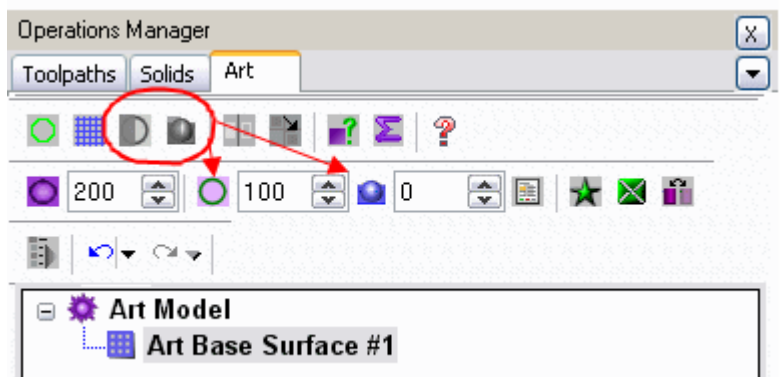 Operations Manager
Toolpaths Solids Art
200 100 0
Art Model
Art Base Surface #1